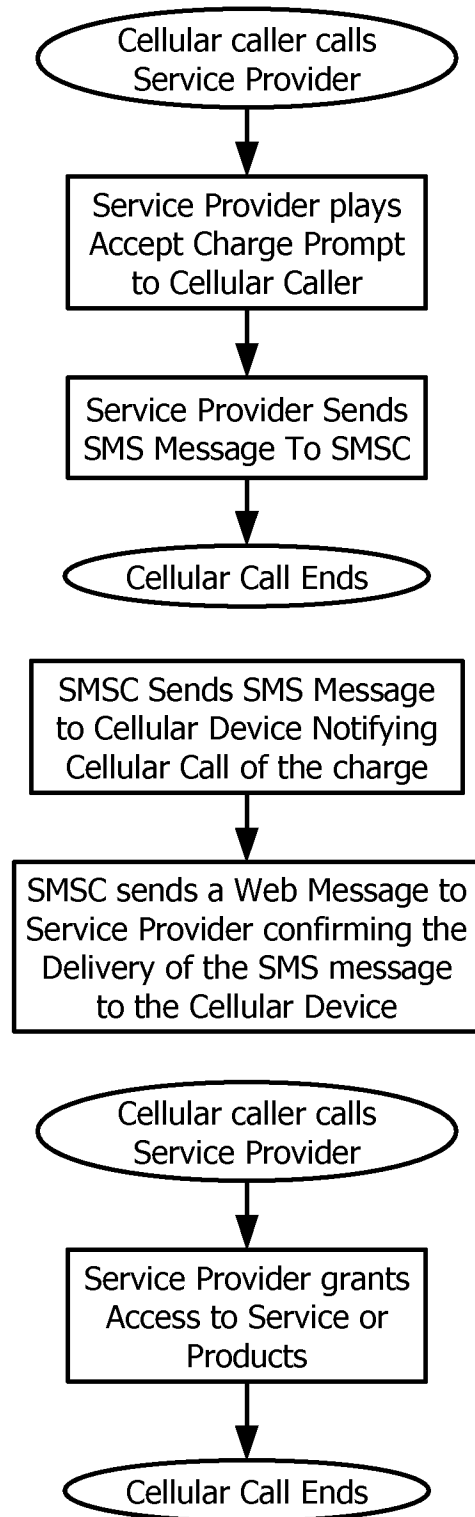 Cellular caller calls
Service Provider
Service Provider plays
Accept Charge Prompt
to Cellular Caller
Service Provider Sends
SMS Message To SMSC
Cellular Call Ends
SMSC Sends SMS Message
to Cellular Device Notifying
Cellular Call of the charge
SMSC sends a Web Message to
Service Provider confirming the
Delivery of the SMS message
to the Cellular Device
Cellular caller calls
Service Provider
Service Provider grants
Access to Service or
Products
Cellular Call Ends